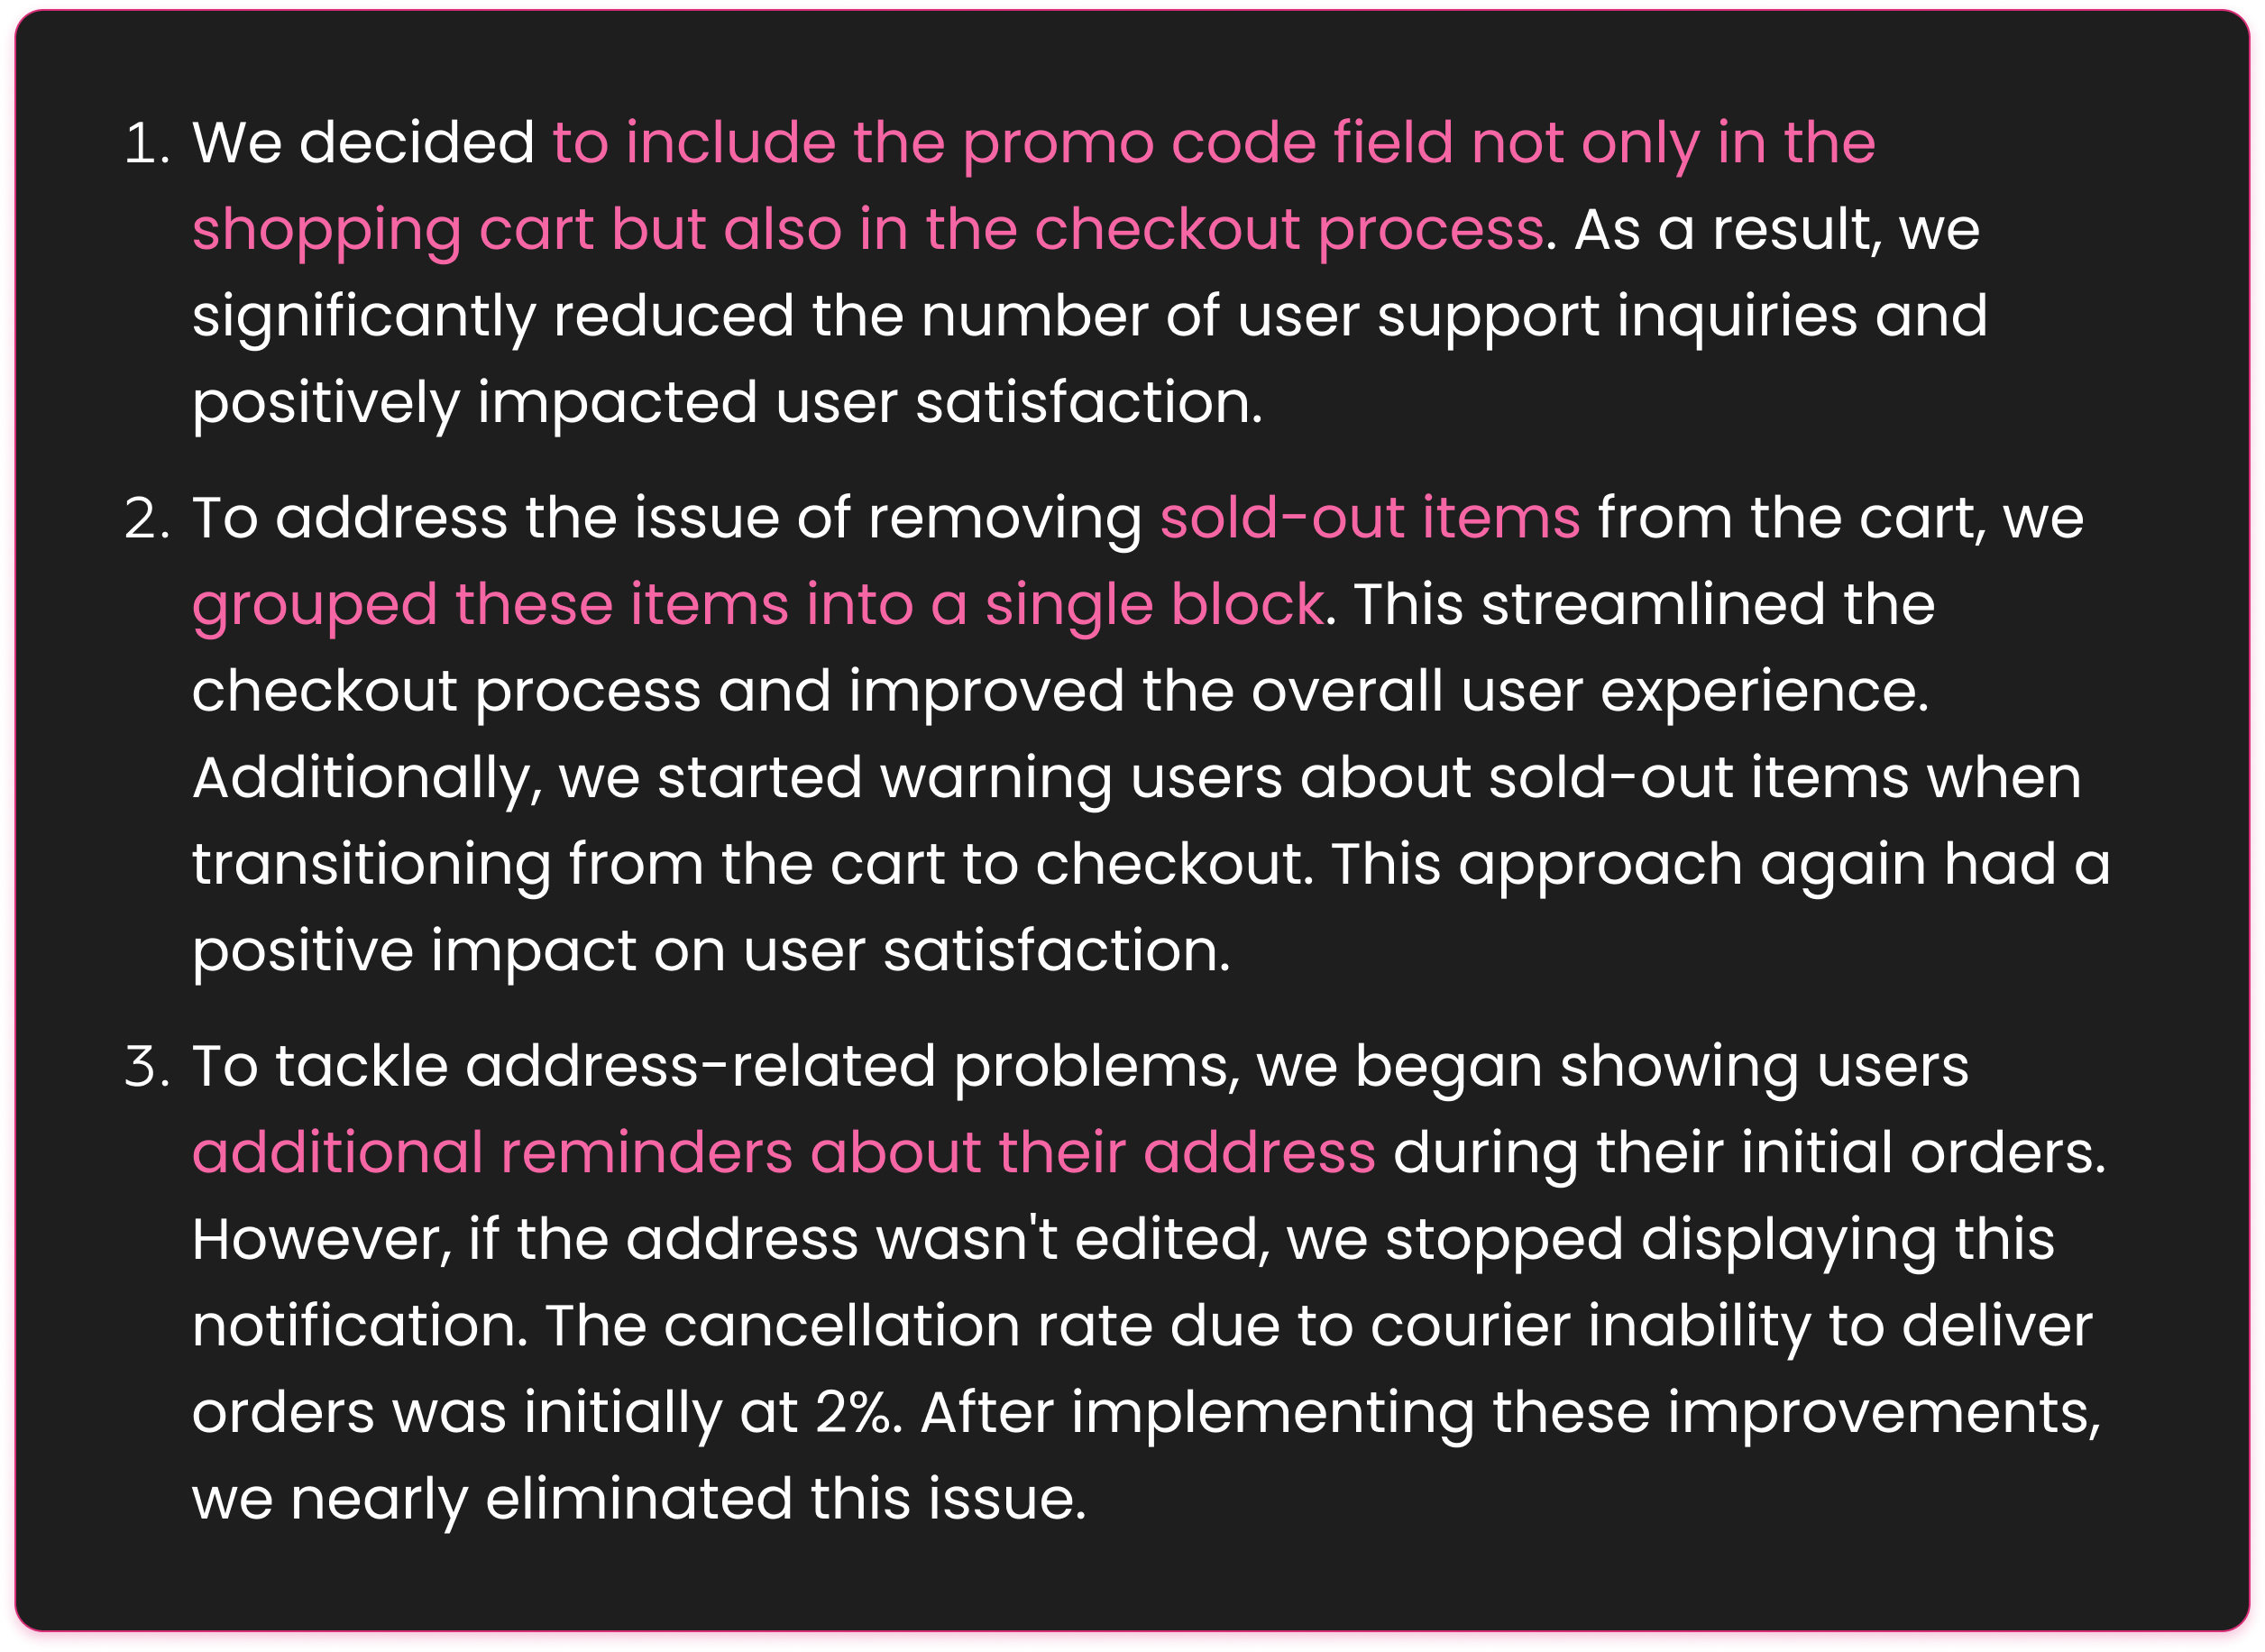 1. We decided to include the promo code field not only in the
shopping cart but also in the checkout process. As a result, we
significantly reduced the number of user support inquiries and
positively impacted user satisfaction.
2. To address the issue of removing sold-out items from the cart, we
grouped these items into a single block. This streamlined the
checkout process and improved the overall user experience.
Additionally, we started warning users about sold-out items when
transitioning from the cart to checkout. This approach again had a
positive impact on user satisfaction.
3. To tackle address-related problems, we began showing users
additional reminders about their address during their initial orders.
However, if the address wasn't edited, we stopped displaying this
notification. The cancellation rate due to courier inability to deliver
orders was initially at 2%. After implementing these improvements,
we nearly eliminated this issue.